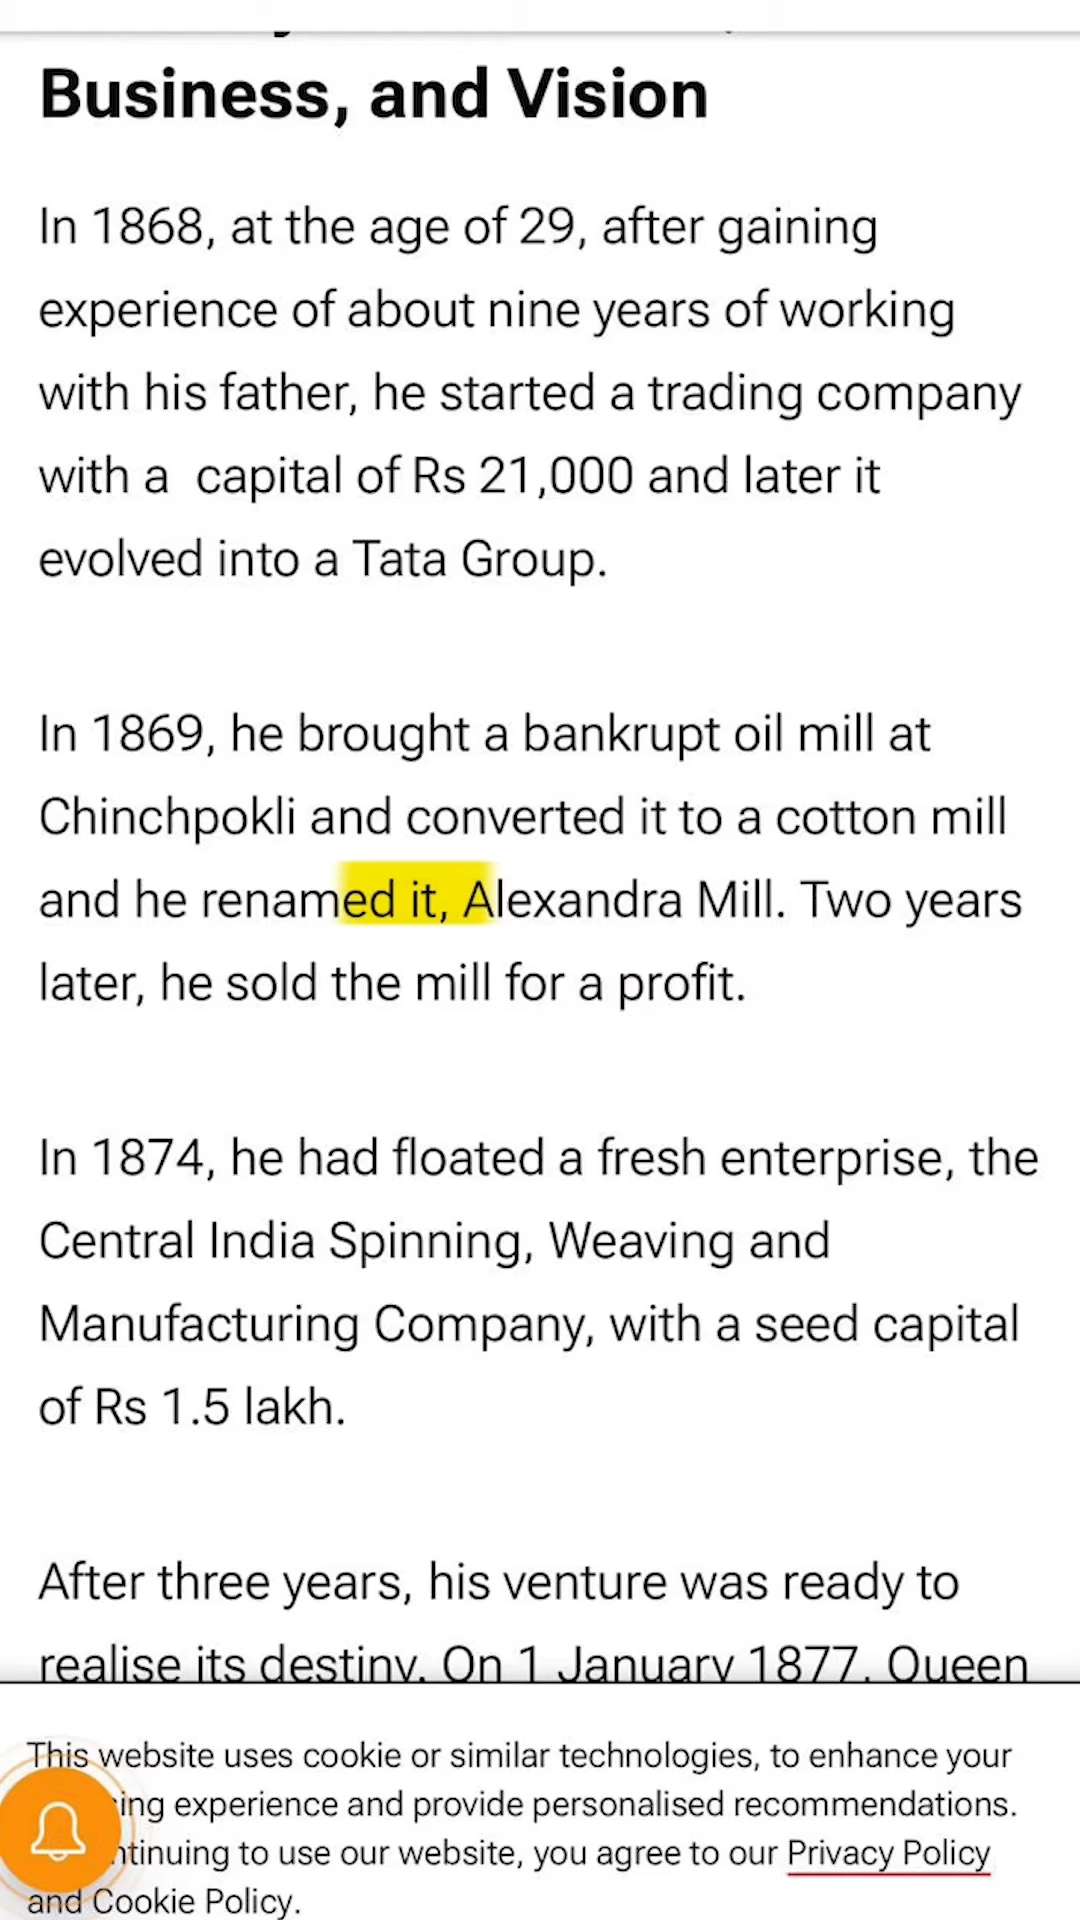 Business, and Vision
In 1868, at the age of 29, after gaining
experience of about nine years of working
with his father, he started a trading company
with a capital of Rs 21,000 and later it
evolved into a Tata Group.
In 1869, he brought a bankrupt oil mill at
Chinchpokli and converted it to a cotton mill
and he renamed it, Alexandra Mill. Two years
later, he sold the mill for a profit.
In 1874, he had floated a fresh enterprise, the
Central India Spinning, Weaving and
Manufacturing Company, with a seed capital
of Rs 1.5 lakh.
After three years, his venture was ready to
realise its destiny. On 1 January 1877, Queen
This website uses cookie or similar technologies, to enhance your
experience and provide personalised recommendations.
to use our website, you agree to our Privacy Policy
and Cookie Policy.